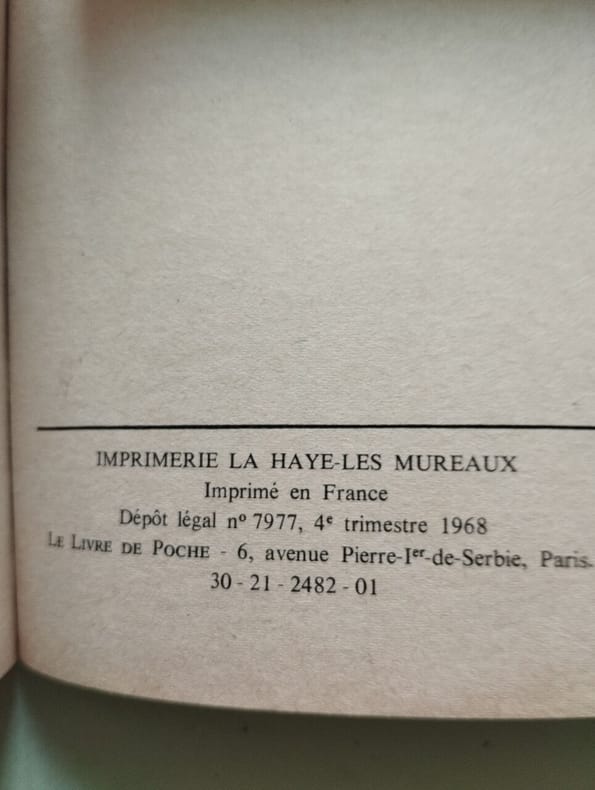 IMPRIMERIE LA HAYE-LES MUREAUX
Imprimé en France
Dépôt légal nº 7977, 4ᵉ trimestre 1968
LE LIVRE DE POCHE - 6, avenue Pierre-Iᵉʳ-de-Serbie, Paris.
30 - 21 - 2482 - 01